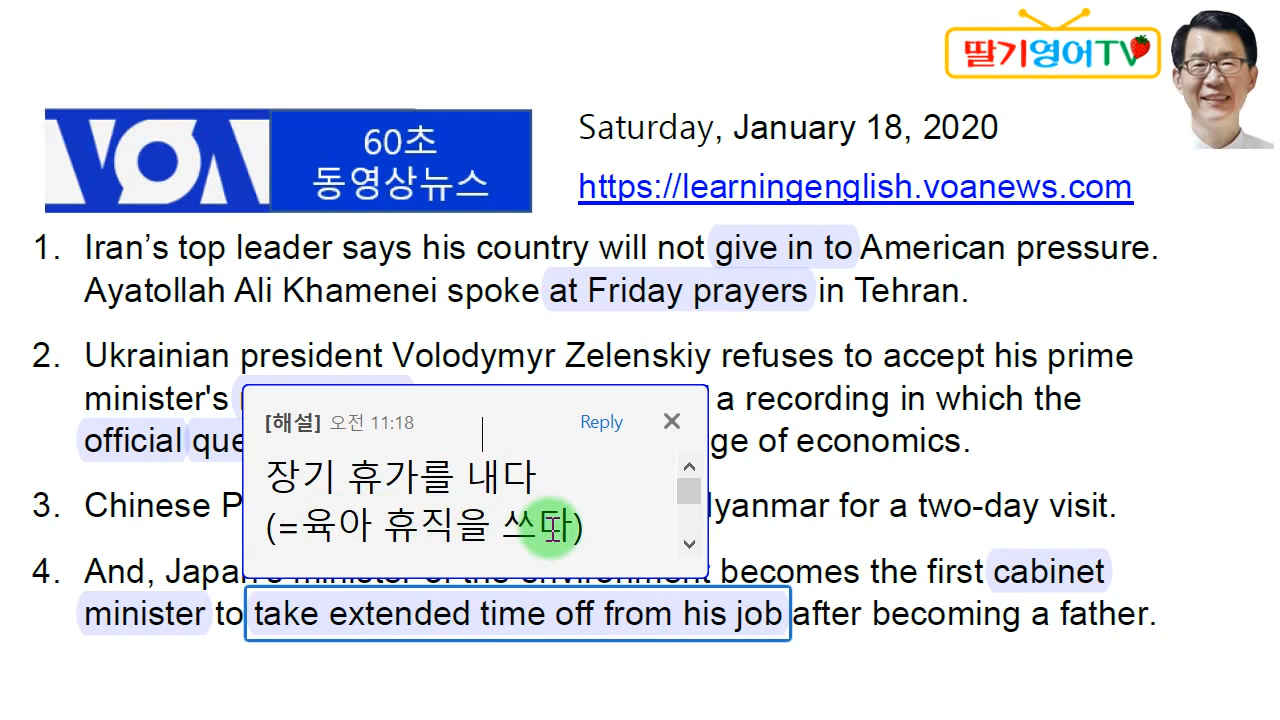 딸기영어TV
VOA
60초
동영상뉴스
Saturday, January 18, 2020
https://learningenglish.voanews.com
1. Iran’s top leader says his country will not give in to American pressure.
Ayatollah Ali Khamenei spoke at Friday prayers in Tehran.
2. Ukrainian president Volodymyr Zelenskiy refuses to accept his prime
minister's a recording in which the
official of economics.
3. Chinese for a two-day visit.
4. And, becomes the first cabinet
minister to take extended time off from his job after becoming a father.
[해설] 오전 11:18 Reply
장기 휴가를 내다
(=육아 휴직을 쓰다)